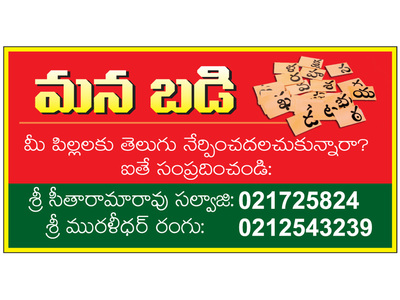 మన బడి
మీ పిల్లలకు తెలుగు నేర్పించదలచుకున్నారా?
ఐతే సంప్రదించండి:
శ్రీ సీతారామారావు సల్వాజి: 021725824
శ్రీ మురళీధర్ రంగు: 0212543239